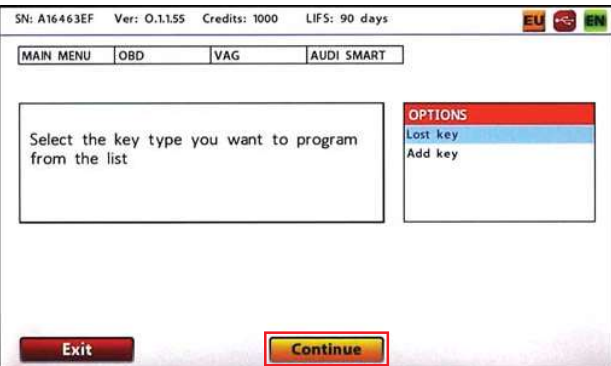 SN: A16463EF Ver: O.1.1.55 Credits: 1000 LIFS: 90 days EU EN
MAIN MENU OBD VAG AUDI SMART
OPTIONS
Select the key type you want to program
from the list
Lost key
Add key
Exit Continue